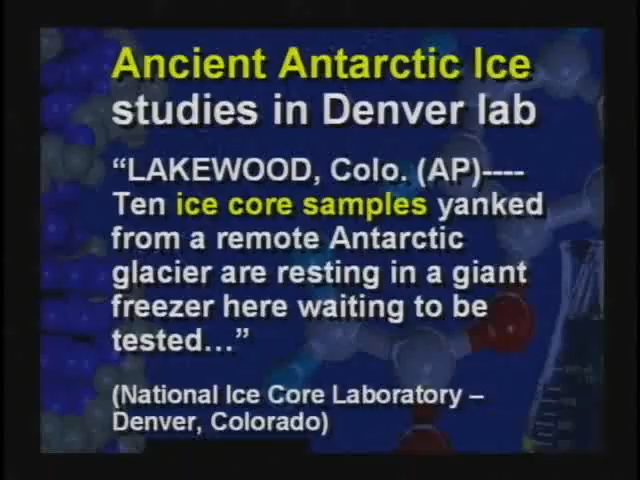 Ancient Antarctic Ice
studies in Denver lab
“LAKEWOOD, Colo. (AP)----
Ten ice core samples yanked
from a remote Antarctic
glacier are resting in a giant
freezer here waiting to be
tested…”
(National Ice Core Laboratory –
Denver, Colorado)